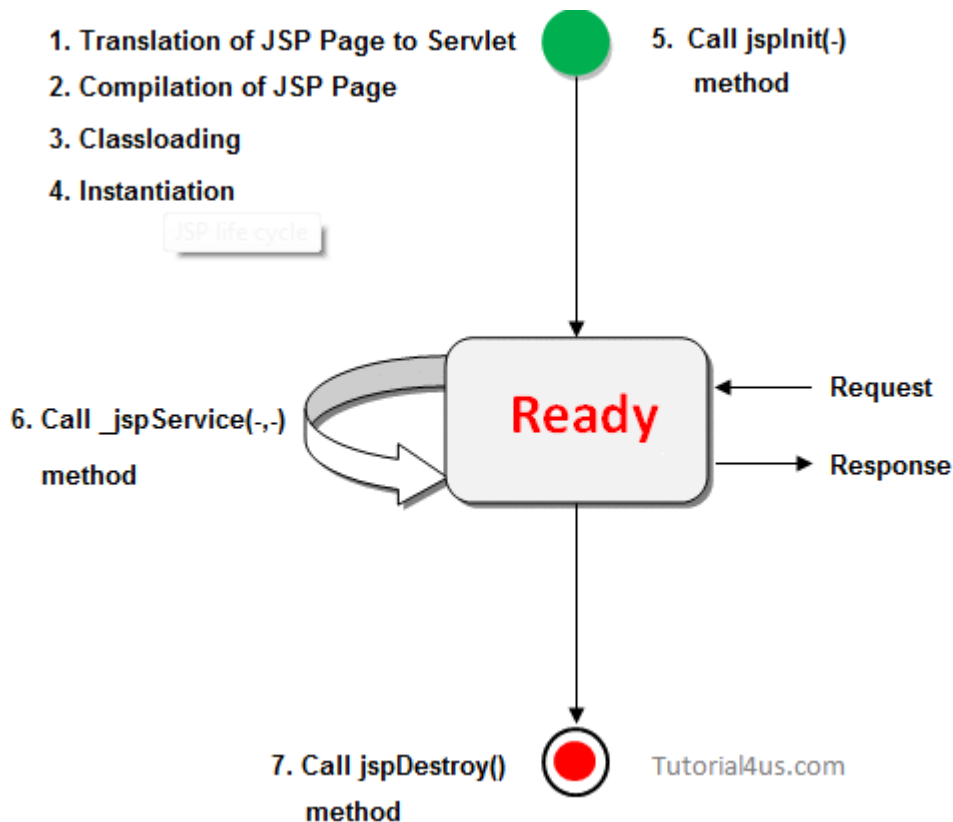 1. Translation of JSP Page to Servlet
2. Compilation of JSP Page
3. Classloading
4. Instantiation
JSP life cycle
5. Call jspInit(-)
method
Ready
Request
Response
6. Call _jspService(-,-)
method
7. Call jspDestroy()
method
Tutorial4us.com